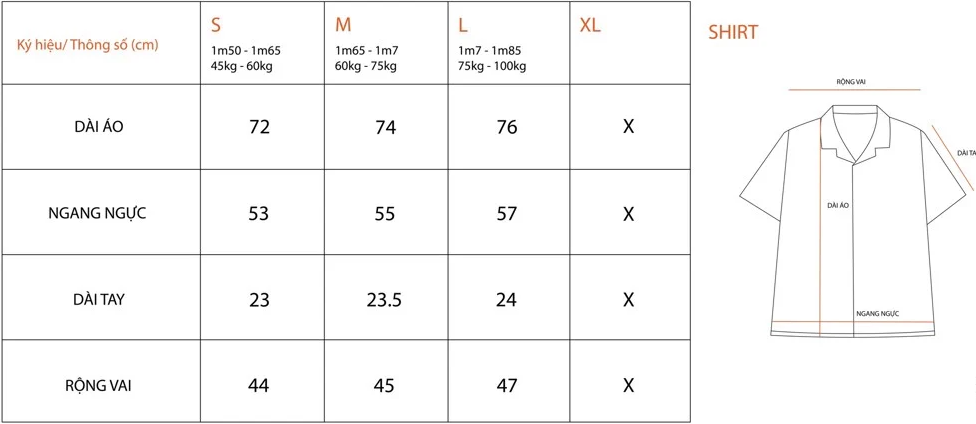 Ký hiệu/ Thông số (cm)
S
1m50 - 1m65
45kg - 60kg
M
1m65 - 1m7
60kg - 75kg
L
1m7 - 1m85
75kg - 100kg
XL
DÀI ÁO
72
74
76
X
NGANG NGỰC
53
55
57
X
DÀI TAY
23
23.5
24
X
RỘNG VAI
44
45
47
X
SHIRT
RỘNG VAI
DÀI TA
DÀI ÁO
NGANG NGỰC